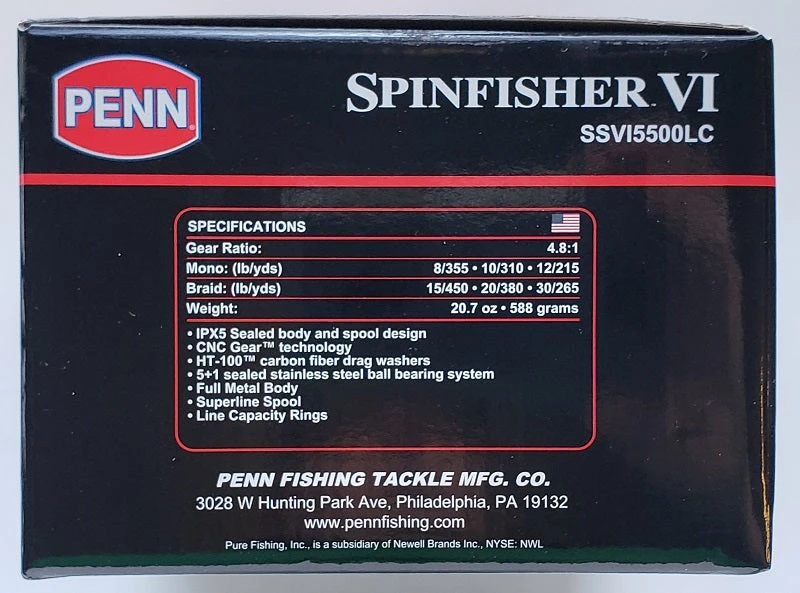 PENN®
SPINFISHER VI
SSVI5500LC
SPECIFICATIONS
Gear Ratio: 4.8:1
Mono: (lb/yds) 8/355 • 10/310 • 12/215
Braid: (lb/yds) 15/450 • 20/380 • 30/265
Weight: 20.7 oz • 588 grams
• IPX5 Sealed body and spool design
• CNC Gear™ technology
• HT-100™ carbon fiber drag washers
• 5+1 sealed stainless steel ball bearing system
• Full Metal Body
• Superline Spool
• Line Capacity Rings
PENN FISHING TACKLE MFG. CO.
3028 W Hunting Park Ave, Philadelphia, PA 19132
www.pennfishing.com
Pure Fishing, Inc., is a subsidiary of Newell Brands Inc., NYSE: NWL